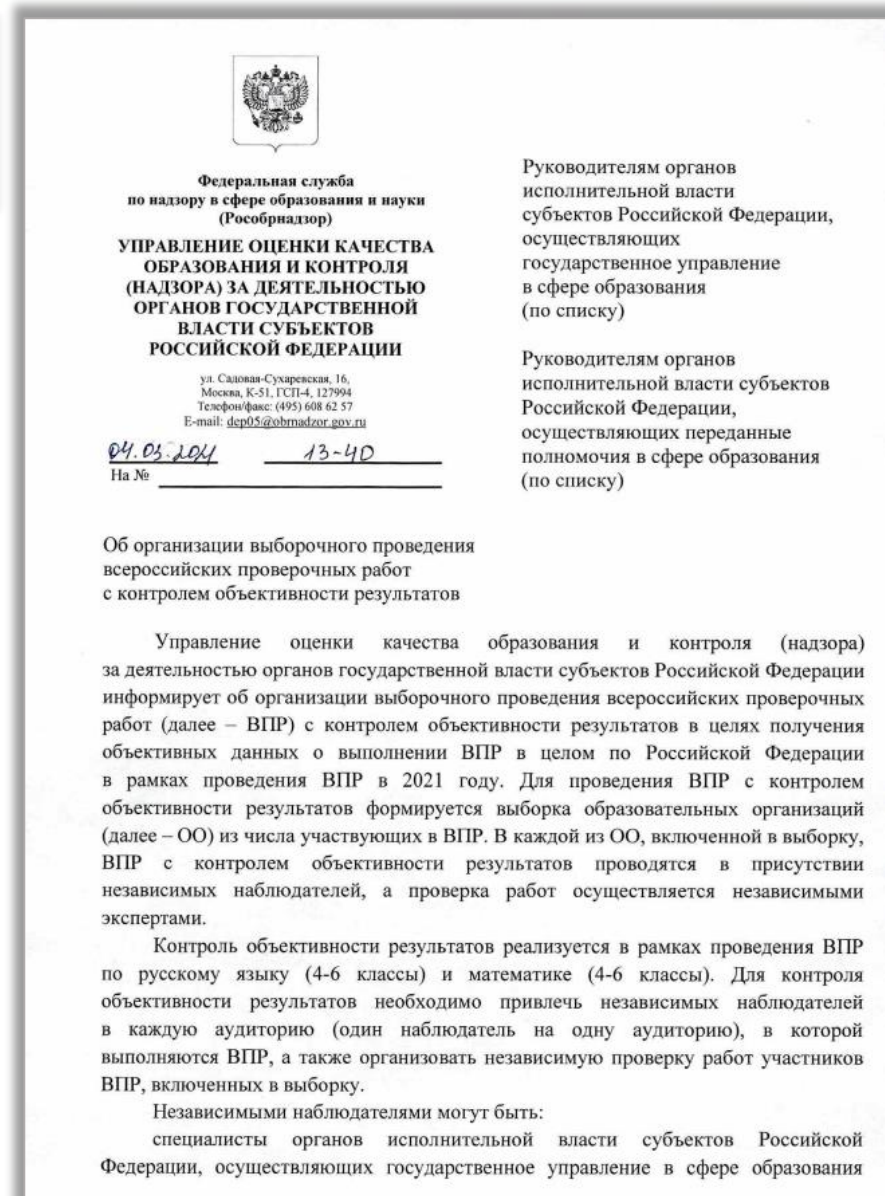 Федеральная служба
по надзору в сфере образования и науки
(Рособрнадзор)
УПРАВЛЕНИЕ ОЦЕНКИ КАЧЕСТВА
ОБРАЗОВАНИЯ И КОНТРОЛЯ
(НАДЗОРА) ЗА ДЕЯТЕЛЬНОСТЬЮ
ОРГАНОВ ГОСУДАРСТВЕННОЙ
ВЛАСТИ СУБЪЕКТОВ
РОССИЙСКОЙ ФЕДЕРАЦИИ
ул. Садовая-Сухаревская, 16,
Москва, К-51, ГСП-4, 127994
Телефон/факс: (495) 608 62 57
E-mail: dep05@obrnadzor.gov.ru
04.03.2021 13-40
На №
Руководителям органов
исполнительной власти
субъектов Российской Федерации,
осуществляющих
государственное управление
в сфере образования
(по списку)
Руководителям органов
исполнительной власти субъектов
Российской Федерации,
осуществляющих переданные
полномочия в сфере образования
(по списку)
Об организации выборочного проведения
всероссийских проверочных работ
с контролем объективности результатов
Управление оценки качества образования и контроля (надзора)
за деятельностью органов государственной власти субъектов Российской Федерации
информирует об организации выборочного проведения всероссийских проверочных
работ (далее – ВПР) с контролем объективности результатов в целях получения
объективных данных о выполнении ВПР в целом по Российской Федерации
в рамках проведения ВПР в 2021 году. Для проведения ВПР с контролем
объективности результатов формируется выборка образовательных организаций
(далее – ОО) из числа участвующих в ВПР. В каждой из ОО, включенной в выборку,
ВПР с контролем объективности результатов проводятся в присутствии
независимых наблюдателей, а проверка работ осуществляется независимыми
экспертами.
Контроль объективности результатов реализуется в рамках проведения ВПР
по русскому языку (4-6 классы) и математике (4-6 классы). Для контроля
объективности результатов необходимо привлечь независимых наблюдателей
в каждую аудиторию (один наблюдатель на одну аудиторию), в которой
выполняются ВПР, а также организовать независимую проверку работ участников
ВПР, включенных в выборку.
Независимыми наблюдателями могут быть:
специалисты органов исполнительной власти субъектов Российской
Федерации, осуществляющих государственное управление в сфере образования